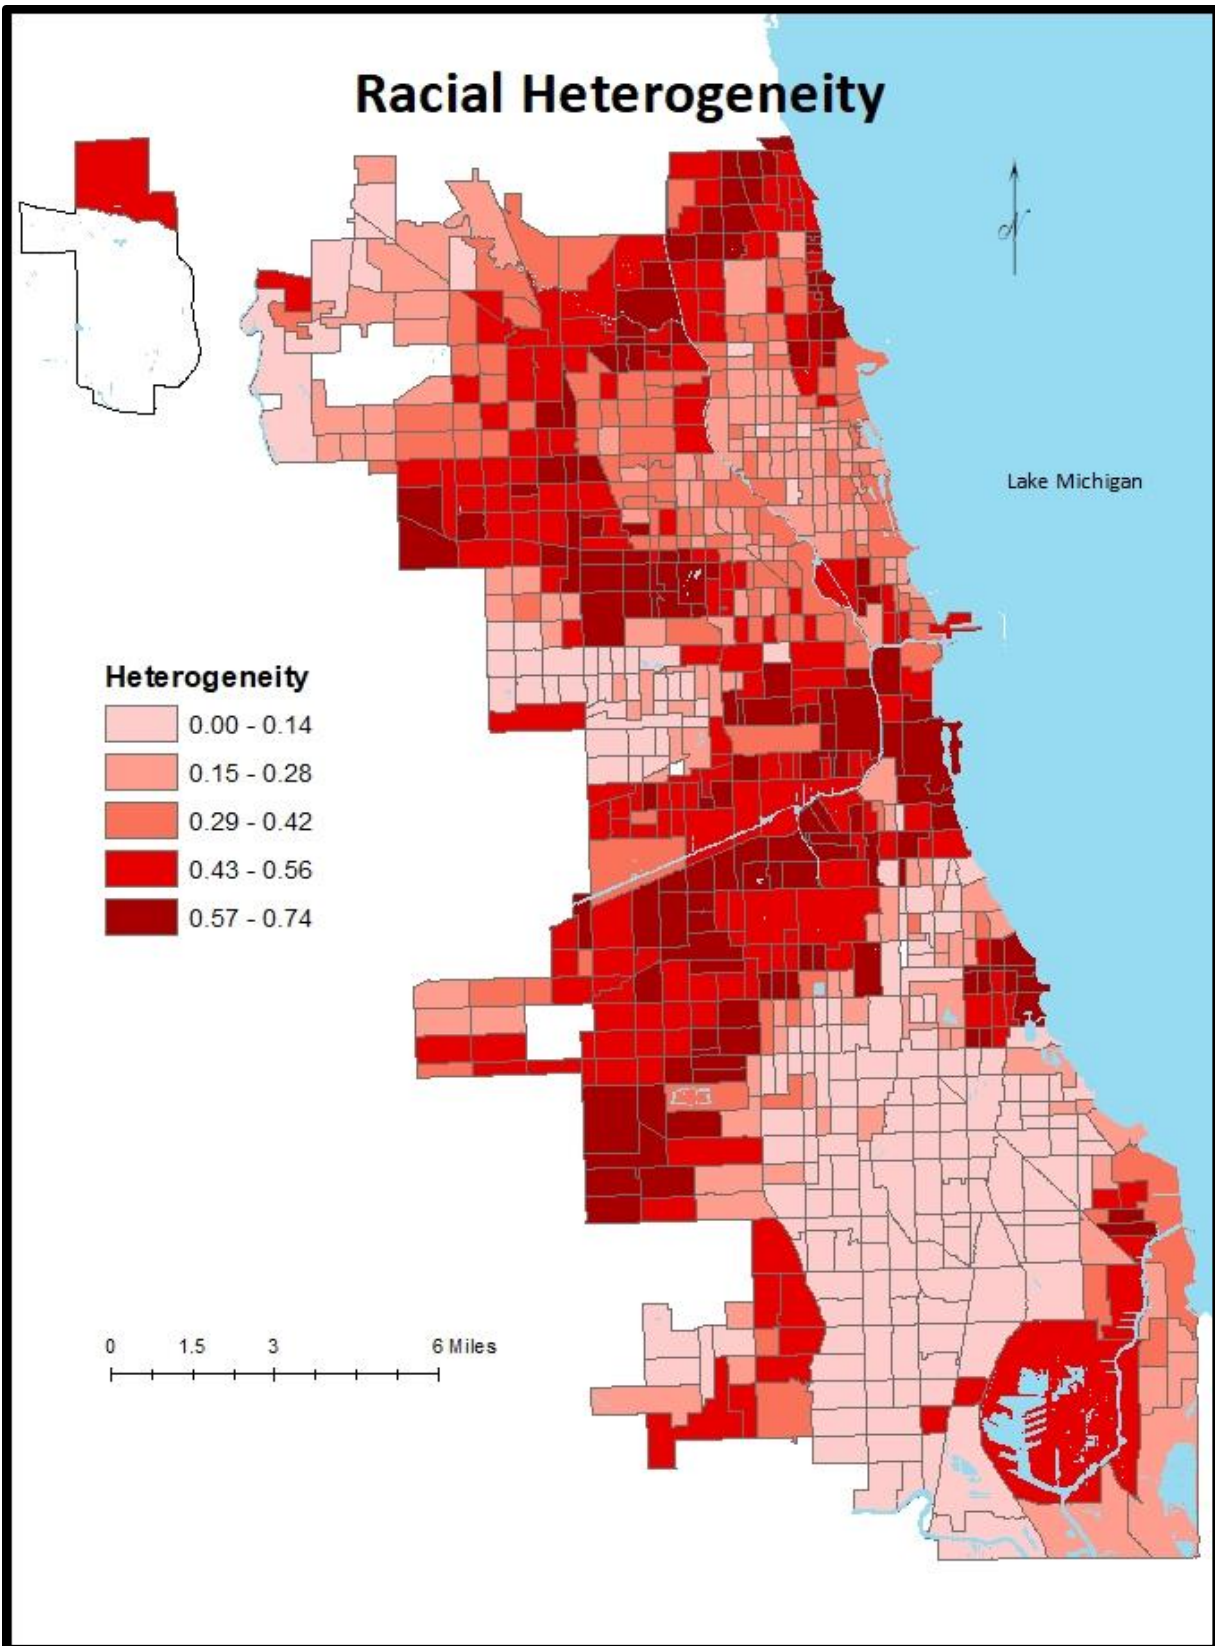 Racial Heterogeneity
N
Lake Michigan
Heterogeneity
0.00 - 0.14
0.15 - 0.28
0.29 - 0.42
0.43 - 0.56
0.57 - 0.74
0 1.5 3 6 Miles